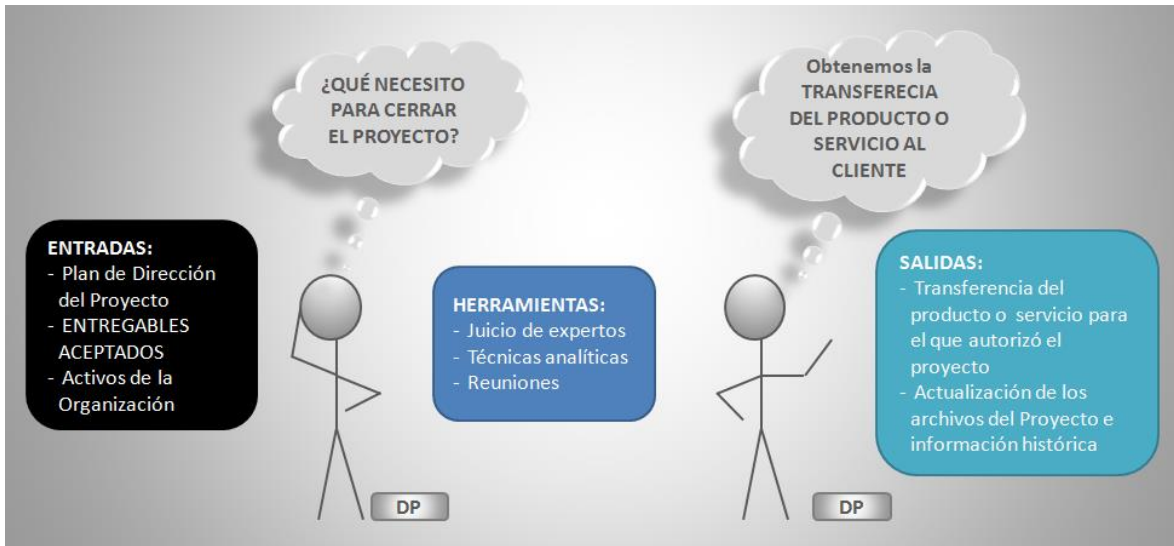 ¿QUÉ NECESITO
PARA CERRAR
EL PROYECTO?
Obtenemos la
TRANSFERECIA
DEL PRODUCTO O
SERVICIO AL
CLIENTE
ENTRADAS:
- Plan de Dirección
del Proyecto
- ENTREGABLES
ACEPTADOS
- Activos de la
Organización
HERRAMIENTAS:
- Juicio de expertos
- Técnicas analíticas
- Reuniones
SALIDAS:
- Transferencia del
producto o servicio para
el que autorizó el
proyecto
- Actualización de los
archivos del Proyecto e
información histórica
DP
DP